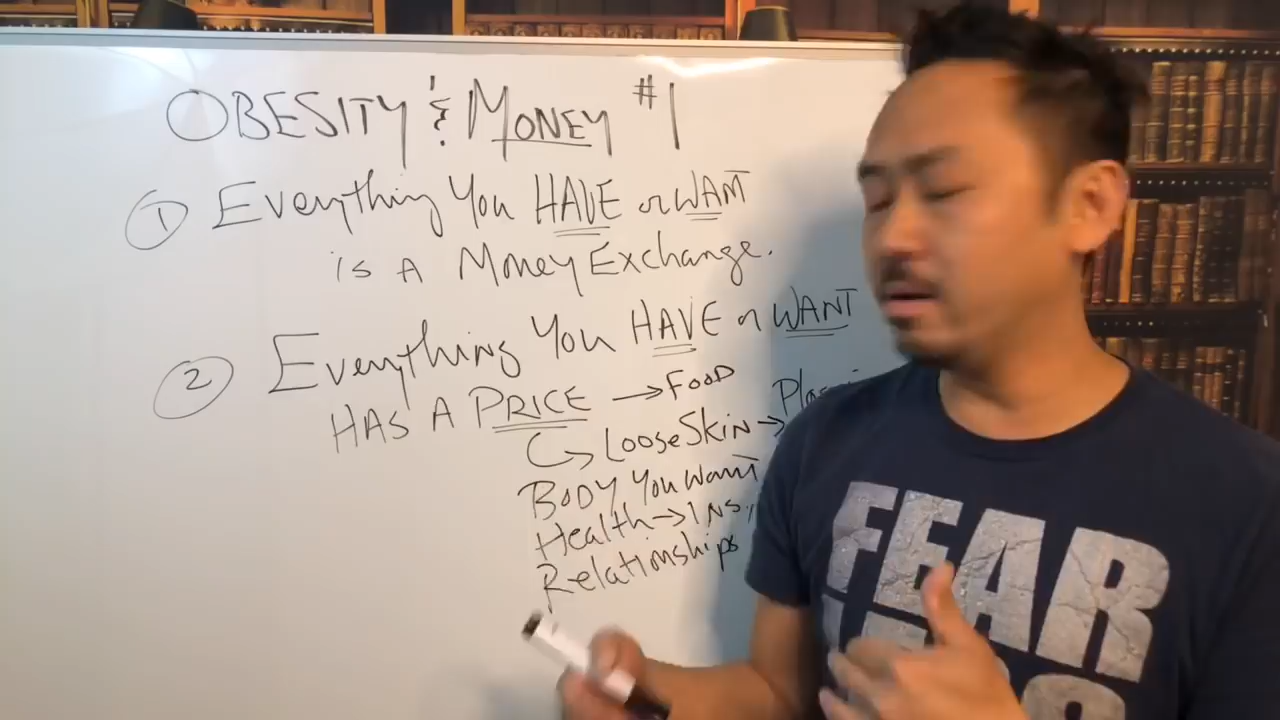 OBESITY & MONEY #1
① Everything You HAVE or WANT
is A Money Exchange.
② Everything You HAVE or WANT
HAS A PRICE → FOOD
↪ Loose Skin →
BODY You Want
Health → INS.
Relationships
FEAR